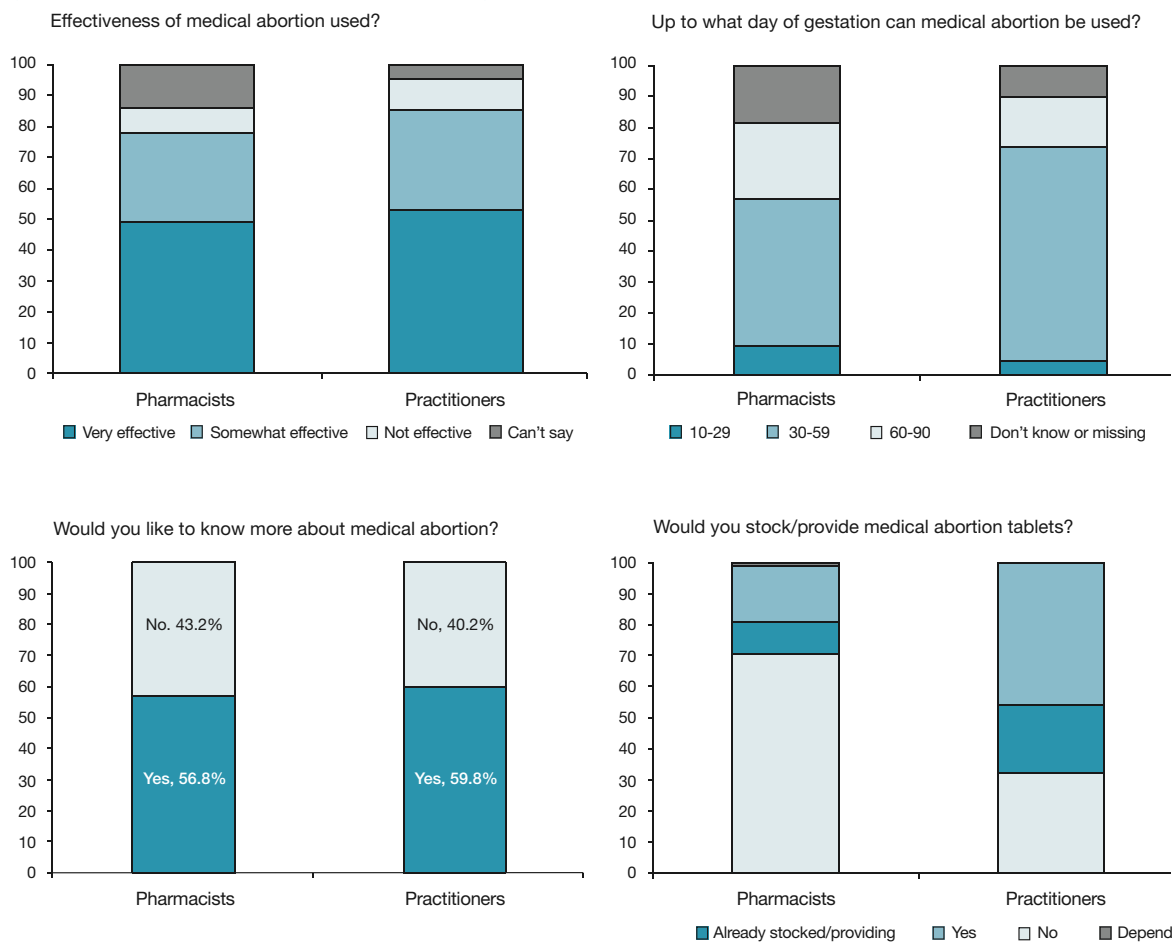 Effectiveness of medical abortion used?
100
90
80
70
60
50
40
30
20
10
0
Pharmacists
Practitioners
Very effective
Somewhat effective
Not effective
Can't say
Up to what day of gestation can medical abortion be used?
100
90
80
70
60
50
40
30
20
10
0
Pharmacists
Practitioners
10-29
30-59
60-90
Don't know or missing
Would you like to know more about medical abortion?
100
90
80
70
60
50
40
30
20
10
0
No. 43.2%
No, 40.2%
Yes, 56.8%
Yes, 59.8%
Pharmacists
Practitioners
Would you stock/provide medical abortion tablets?
100
90
80
70
60
50
40
30
20
10
0
Pharmacists
Practitioners
Already stocked/providing
Yes
No
Depend